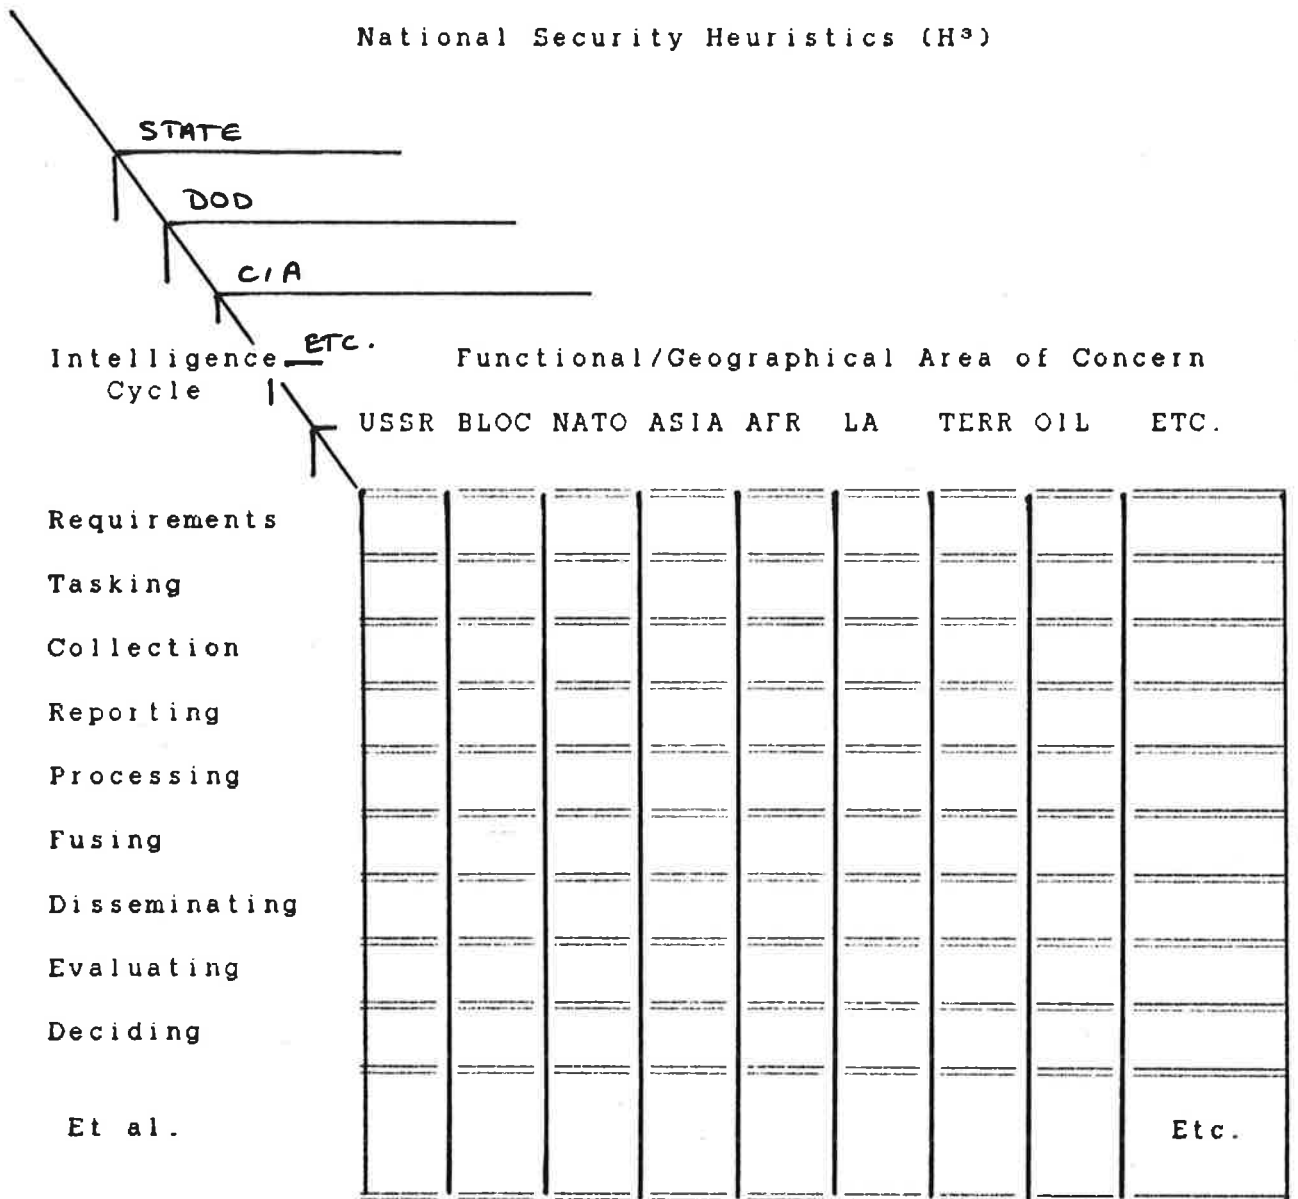 National Security Heuristics (H³)
STATE
DOD
CIA
ETC.
Intelligence Functional/Geographical Area of Concern
Cycle
USSR BLOC NATO ASIA AFR LA TERR OIL ETC.
Requirements
Tasking
Collection
Reporting
Processing
Fusing
Disseminating
Evaluating
Deciding
Et al. Etc.